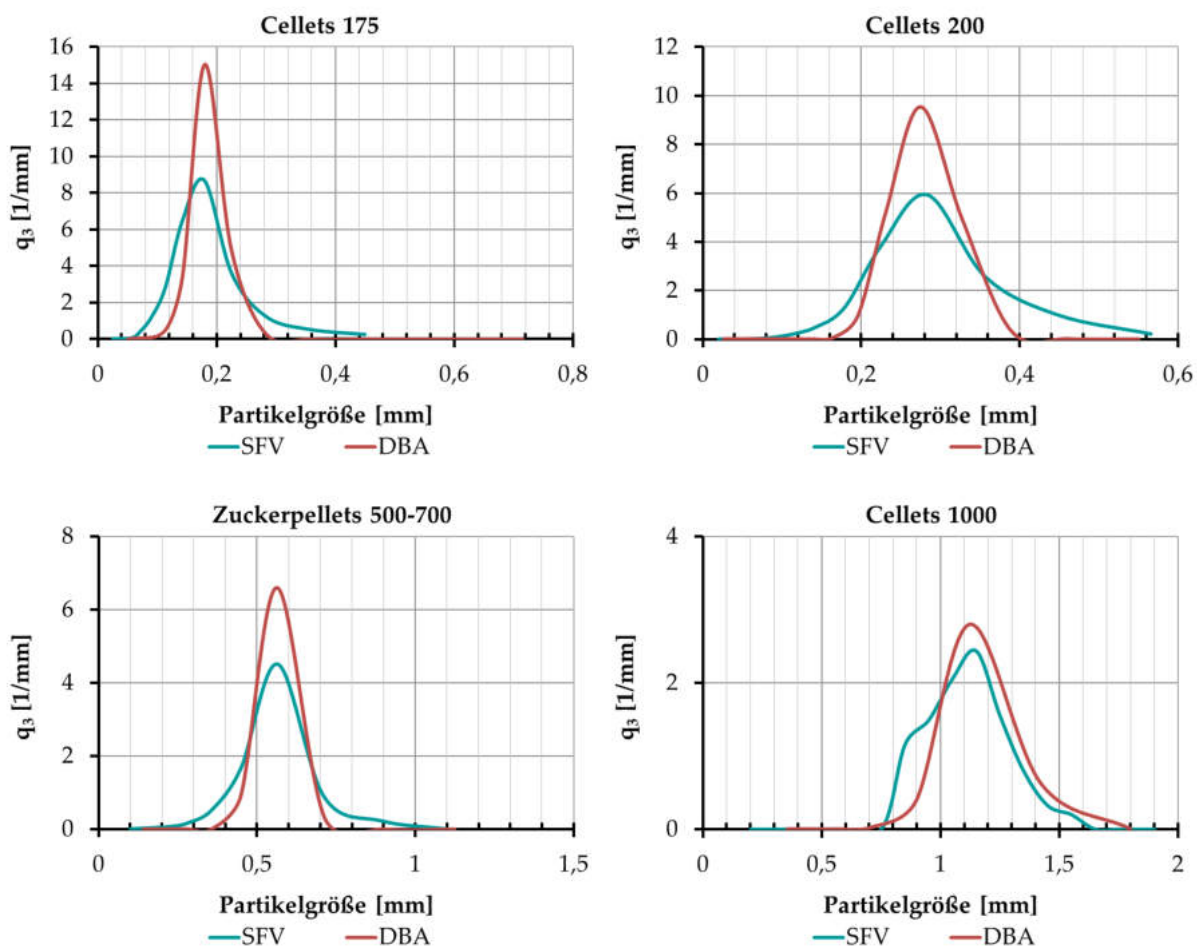 Cellets 175
16
14
12
10
8
6
4
2
0
q₃ [1/mm]
0 0,2 0,4 0,6 0,8
Partikelgröße [mm]
SFV DBA
Cellets 200
12
10
8
6
4
2
0
q₃ [1/mm]
0 0,2 0,4 0,6
Partikelgröße [mm]
SFV DBA
Zuckerpellets 500-700
8
6
4
2
0
q₃ [1/mm]
0 0,5 1 1,5
Partikelgröße [mm]
SFV DBA
Cellets 1000
4
2
0
q₃ [1/mm]
0 0,5 1 1,5 2
Partikelgröße [mm]
SFV DBA